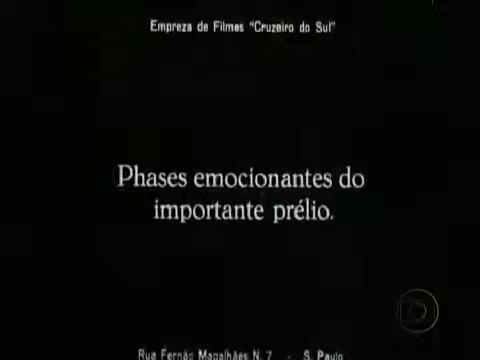 Empreza de Filmes "Cruzeiro do Sul"
Phases emocionantes do
importante prélio.
Rua Fernão Magalhães N. 7 - S. Paulo